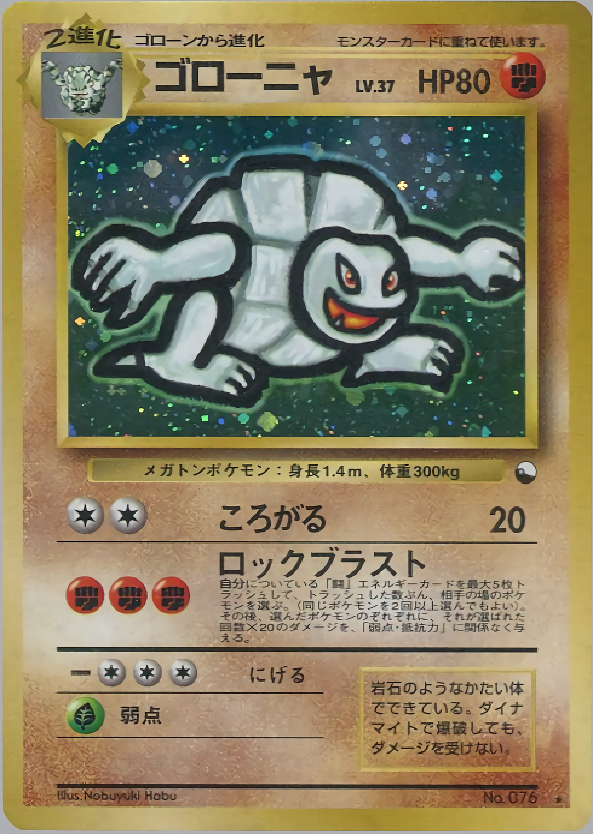 2進化 ゴローンから進化 モンスターカードに重ねて使います。
ゴローニャ LV.37 HP80
メガトンポケモン：身長1.4m、体重300kg
ころがる 20
ロックブラスト
自分についている「闘」エネルギーカードを最大5枚ト
ラッシュして、トラッシュした数ぶん、相手の場のポケ
モンを選ぶ。（同じポケモンを2回以上選んでもよい）。
その後、選んだポケモンのぞれぞれに、それが選ばれた
回数×20のダメージを、「弱点・抵抗力」に関係なく与
える。
ー にげる
弱点
岩石のようなかたい体
でできている。ダイナ
マイトで爆破しても、
ダメージを受けない。
Illus.Nobuyuki Habu No.076